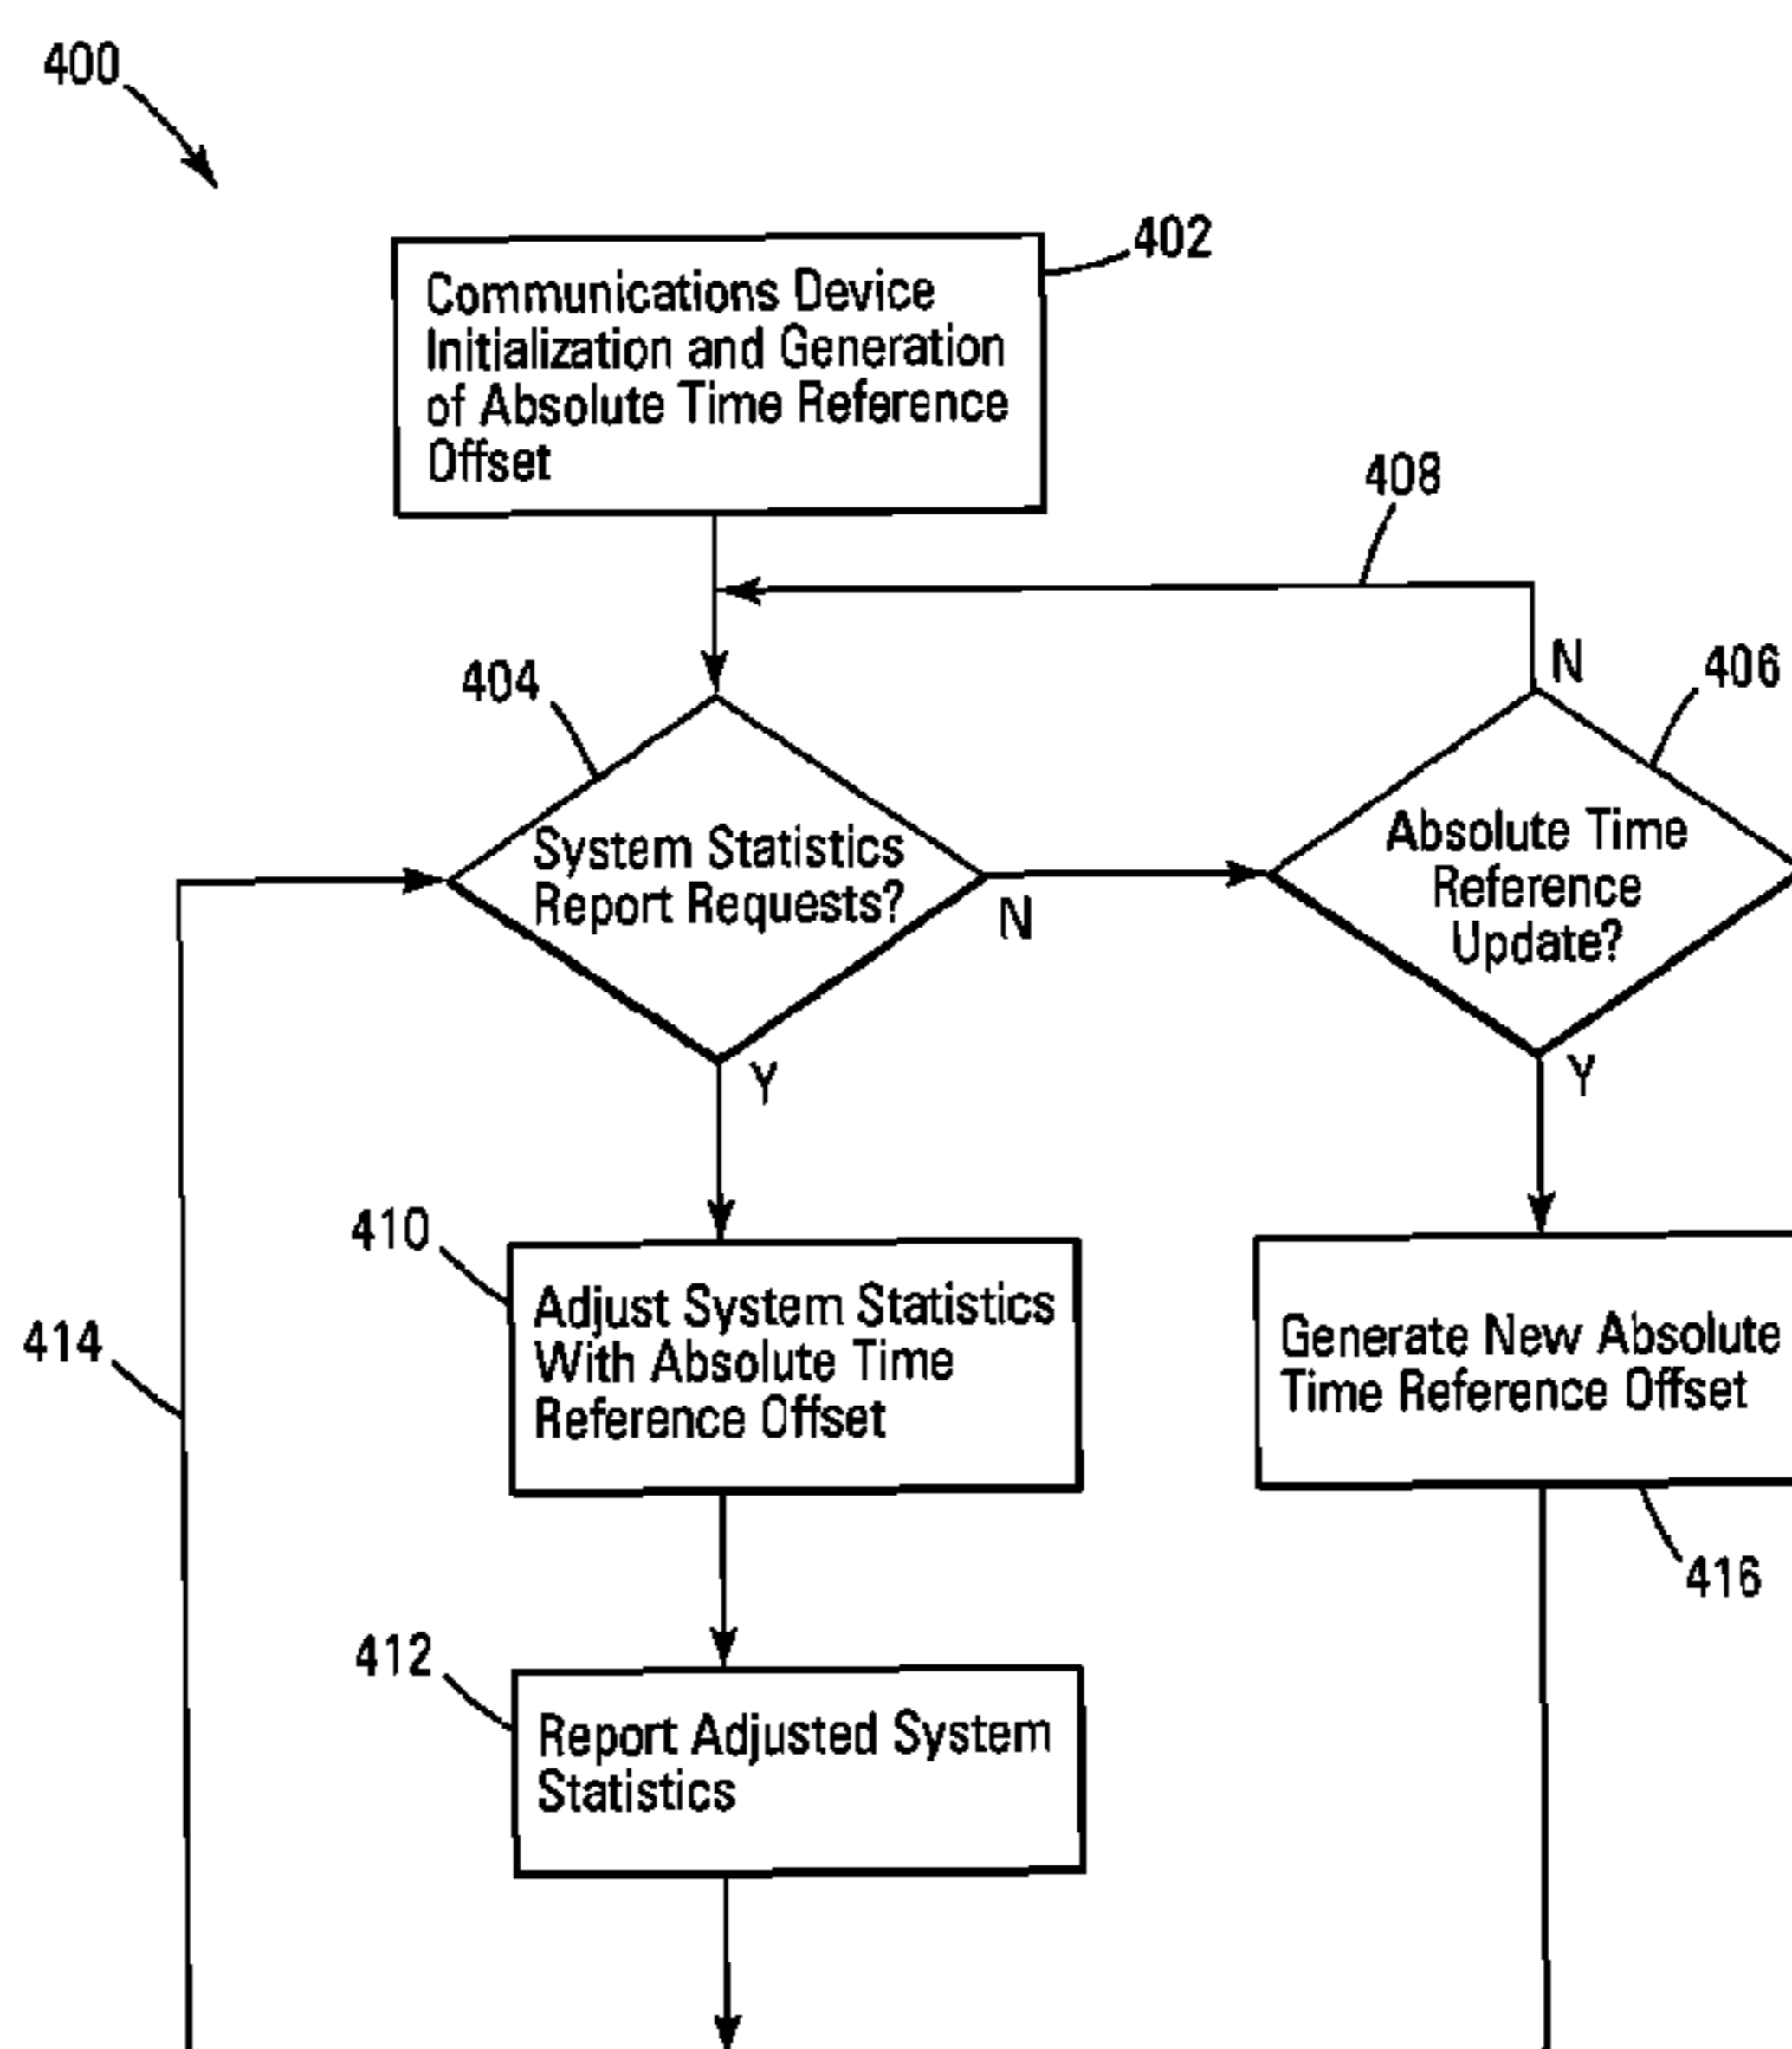 400
402
Communications Device
Initialization and Generation
of Absolute Time Reference
Offset
408
404
N
406
System Statistics
Report Requests?
N
Absolute Time
Reference
Update?
Y
Y
410
Adjust System Statistics
With Absolute Time
Reference Offset
414
Generate New Absolute
Time Reference Offset
416
412
Report Adjusted System
Statistics